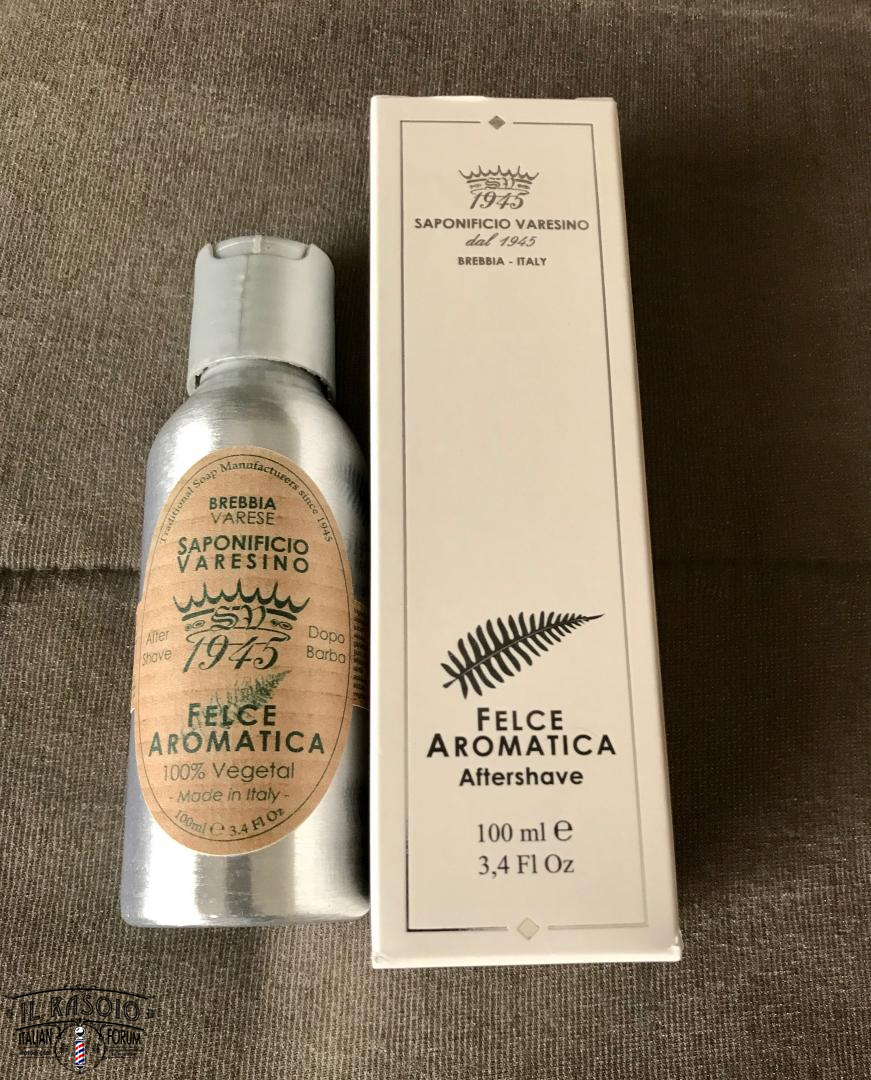 Traditional Soap Manufacturers since 1945
BREBBIA
VARESE
SAPONIFICIO
VARESINO
SV
1945
After
Shave
Dopo
Barba
FELCE
AROMATICA
100% Vegetal
- Made in Italy -
100ml ℮ 3.4 Fl Oz
SV
1945
SAPONIFICIO VARESINO
dal 1945
BREBBIA - ITALY
FELCE
AROMATICA
Aftershave
100 ml ℮
3,4 Fl Oz
IL RASOIO
ITALIAN FORUM